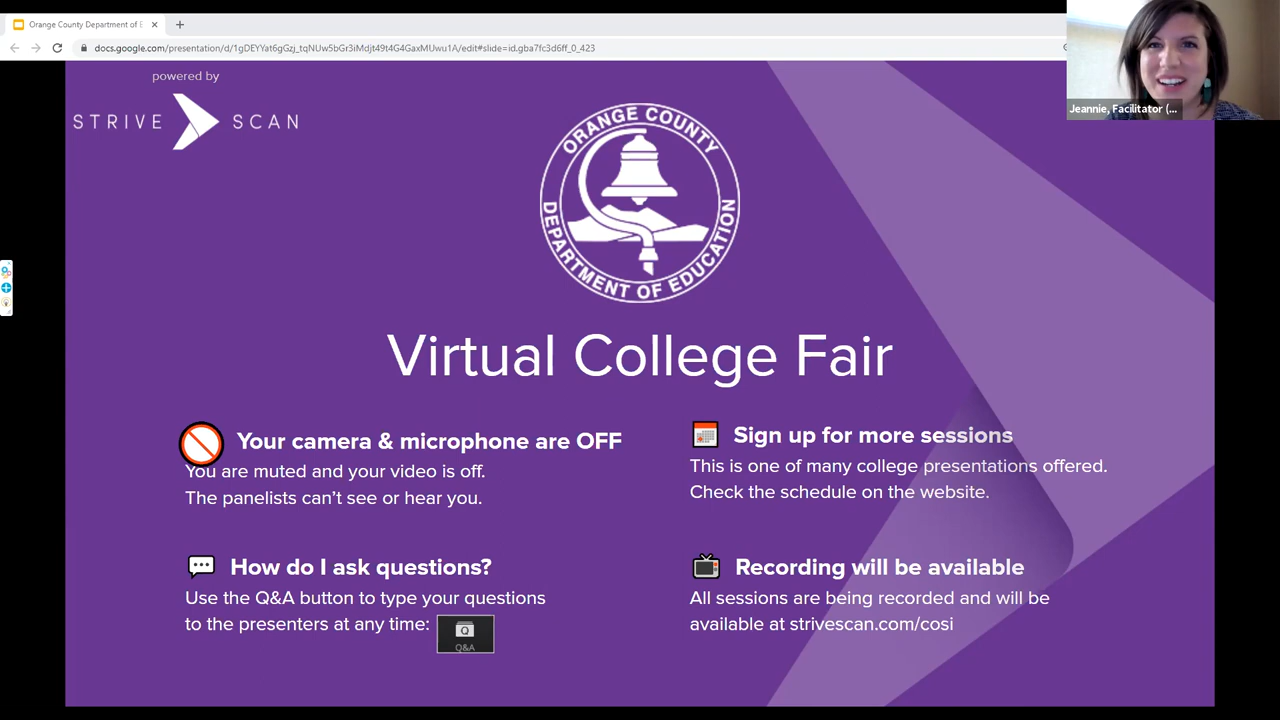 Orange County Department of E
docs.google.com/presentation/d/1gDEYYat6gGzj_tqNUw5bGr3iMdjt49t4G4GaxMUwu1A/edit#slide=id.gba7fc3d6ff_0_423
Jeannie, Facilitator (...
powered by
STRIVE SCAN
ORANGE COUNTY
DEPARTMENT OF EDUCATION
Virtual College Fair
Your camera & microphone are OFF
You are muted and your video is off.
The panelists can't see or hear you.
Sign up for more sessions
This is one of many college presentations offered.
Check the schedule on the website.
How do I ask questions?
Use the Q&A button to type your questions
to the presenters at any time:
Q
Q&A
Recording will be available
All sessions are being recorded and will be
available at strivescan.com/cosi